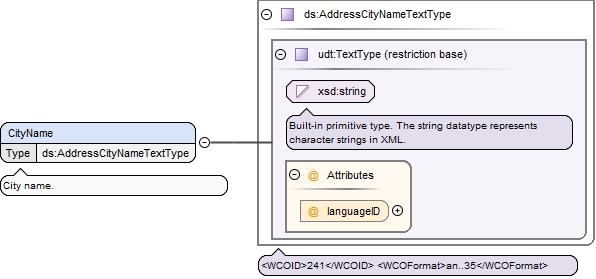 ds:AddressCityNameTextType
udt:TextType (restriction base)
xsd:string
Built-in primitive type. The string datatype represents
character strings in XML.
CityName
Type ds:AddressCityNameTextType
City name.
@ Attributes
@ languageID
<WCOID>241</WCOID> <WCOFormat>an..35</WCOFormat>